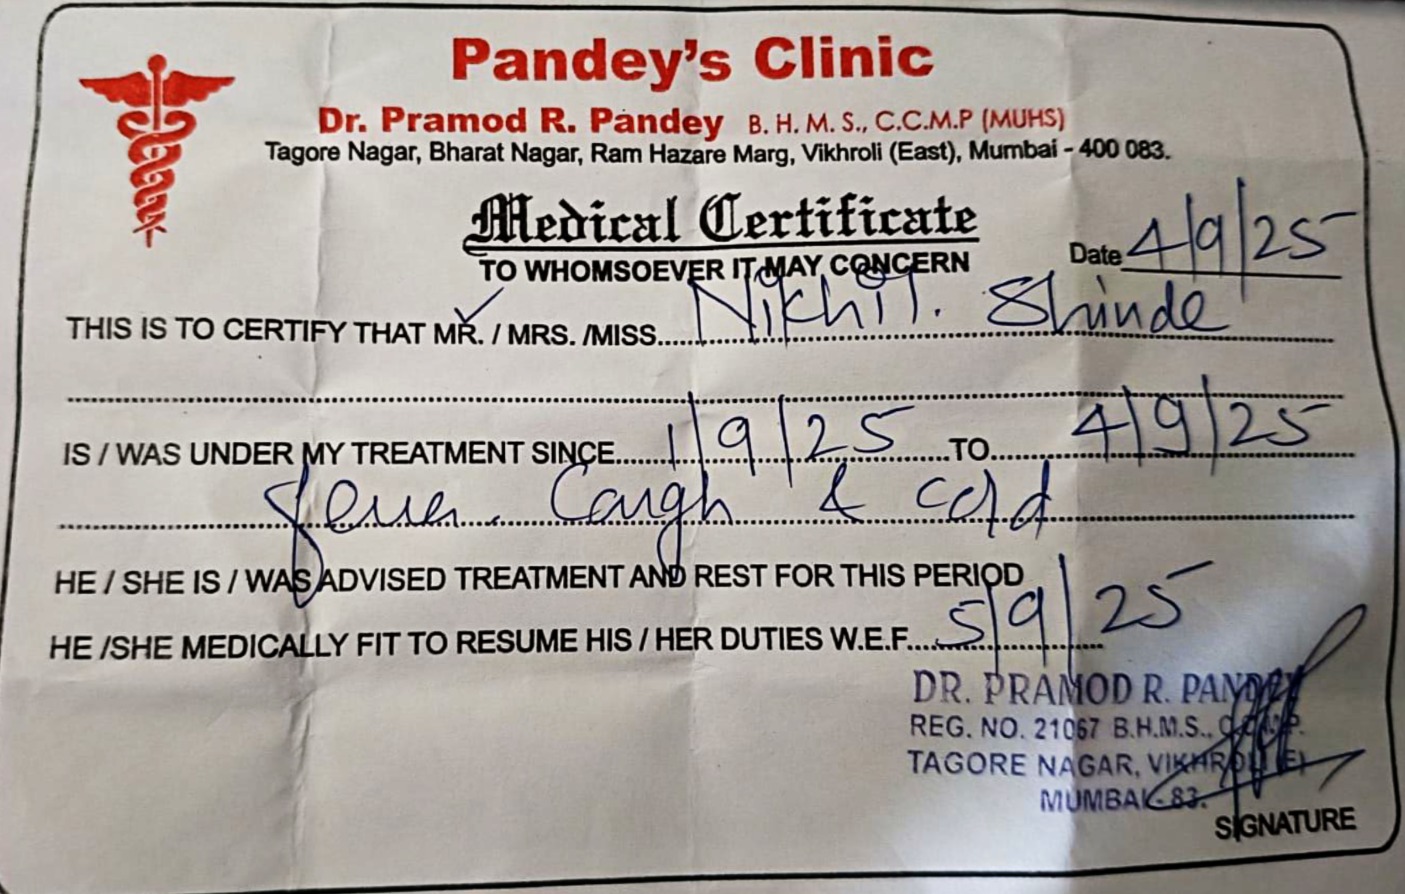 Pandey's Clinic
Dr. Pramod R. Pandey B. H. M. S., C.C.M.P (MUHS)
Tagore Nagar, Bharat Nagar, Ram Hazare Marg, Vikhroli (East), Mumbai - 400 083.
Medical Certificate
Date 4/9/25
TO WHOMSOEVER IT MAY CONCERN
THIS IS TO CERTIFY THAT MR. / MRS. /MISS. Nikhil. Shinde
IS / WAS UNDER MY TREATMENT SINCE 1/9/25 TO 4/9/25
fever. Cough & cold
HE / SHE IS / WAS ADVISED TREATMENT AND REST FOR THIS PERIOD
HE /SHE MEDICALLY FIT TO RESUME HIS / HER DUTIES W.E.F. 5/9/25
DR. PRAMOD R. PANDEY
REG. NO. 21067 B.H.M.S., C.C.M.P.
TAGORE NAGAR, VIKHROLI (E)
MUMBAI-83.
SIGNATURE